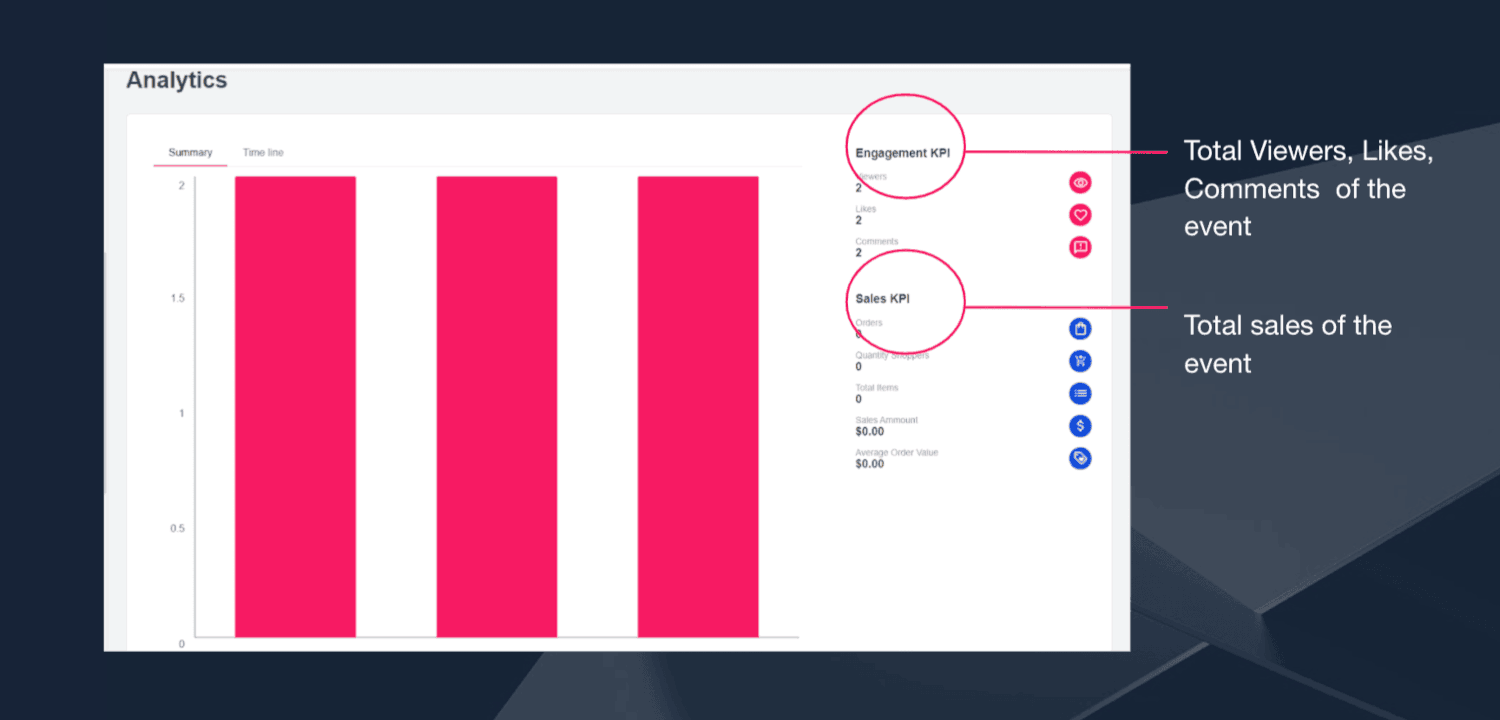 Analytics
Summary
Time line
2
1.5
1
0.5
0
Engagement KPI
Viewers
2
Likes
2
Comments
2
Sales KPI
Orders
0
Quantity Shoppers
0
Total Items
0
Sales Ammount
$0.00
Average Order Value
$0.00
Total Viewers, Likes,
Comments of the
event
Total sales of the
event